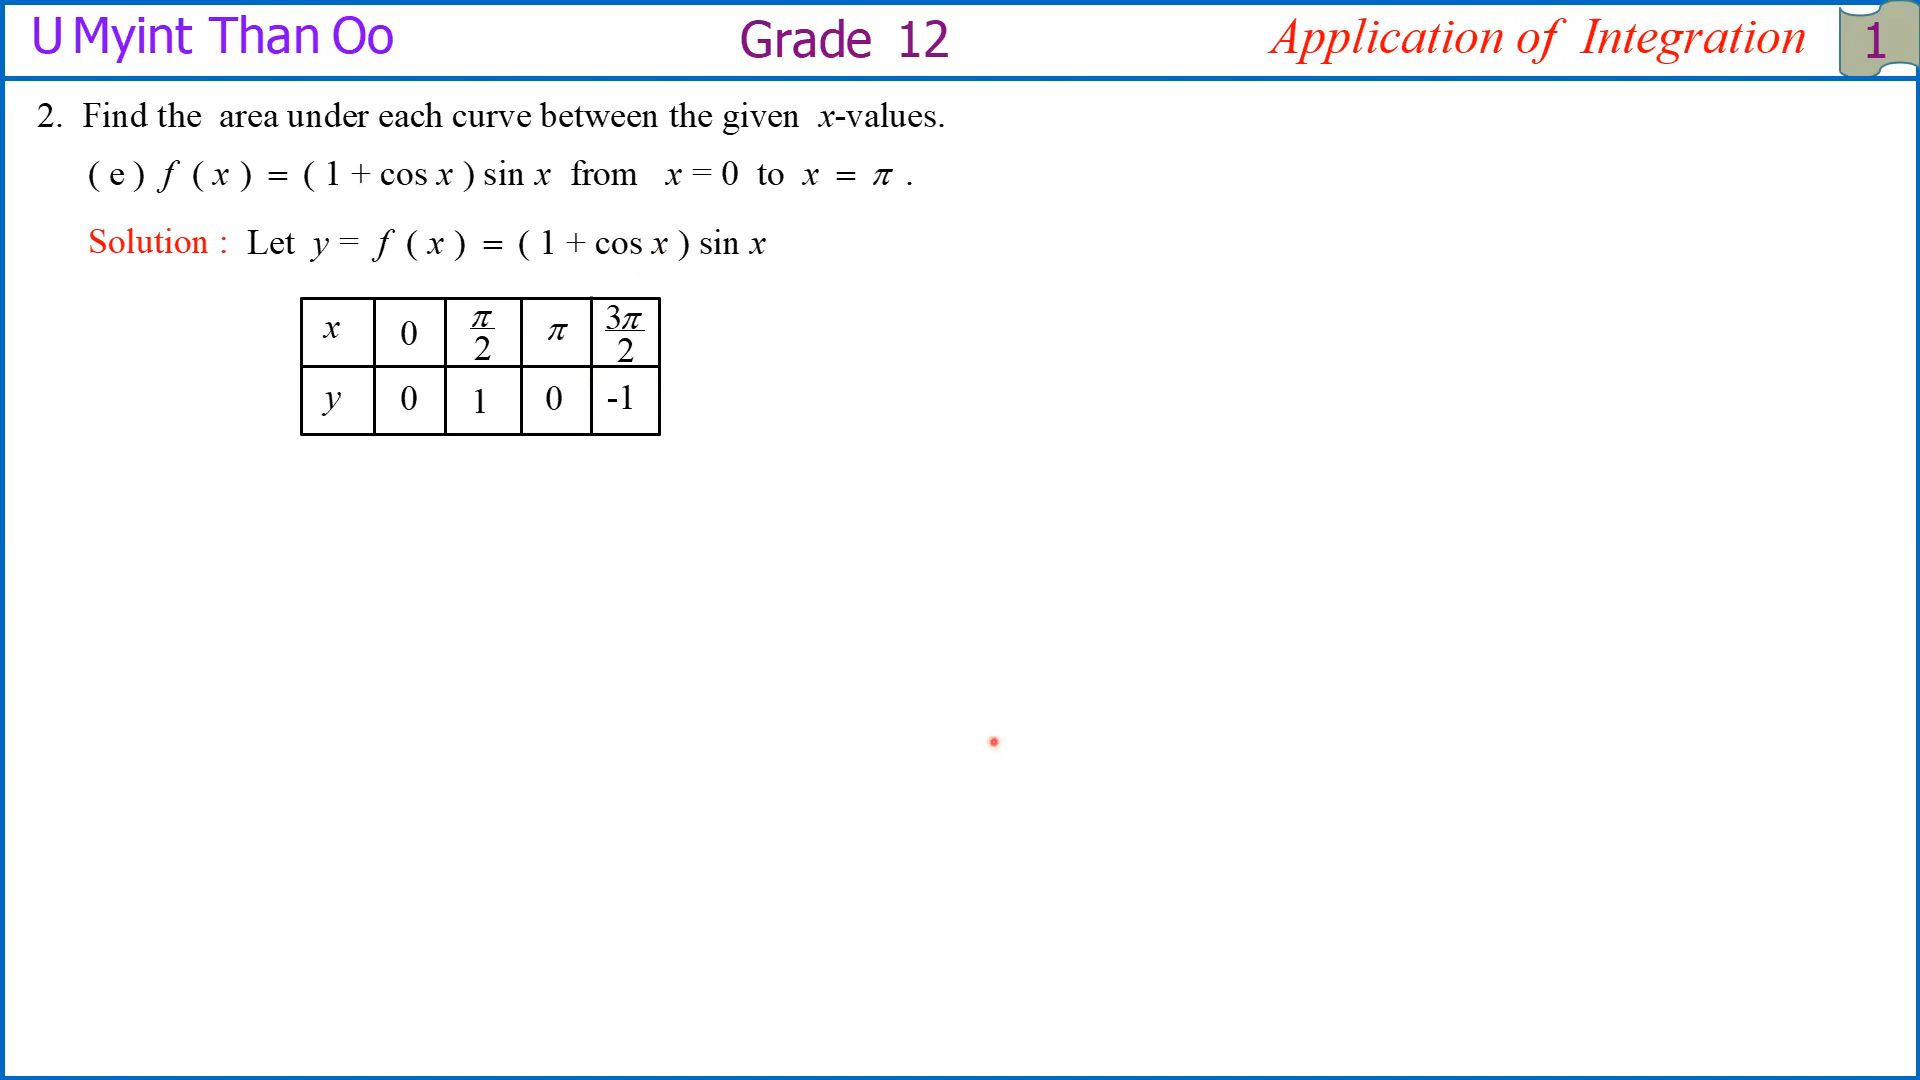 U Myint Than Oo Grade 12 Application of Integration 1
2. Find the area under each curve between the given x-values.
( e ) f ( x ) = ( 1 + cos x ) sin x from x = 0 to x = π .
Solution : Let y = f ( x ) = ( 1 + cos x ) sin x
x 0 π/2 π 3π/2
y 0 1 0 -1